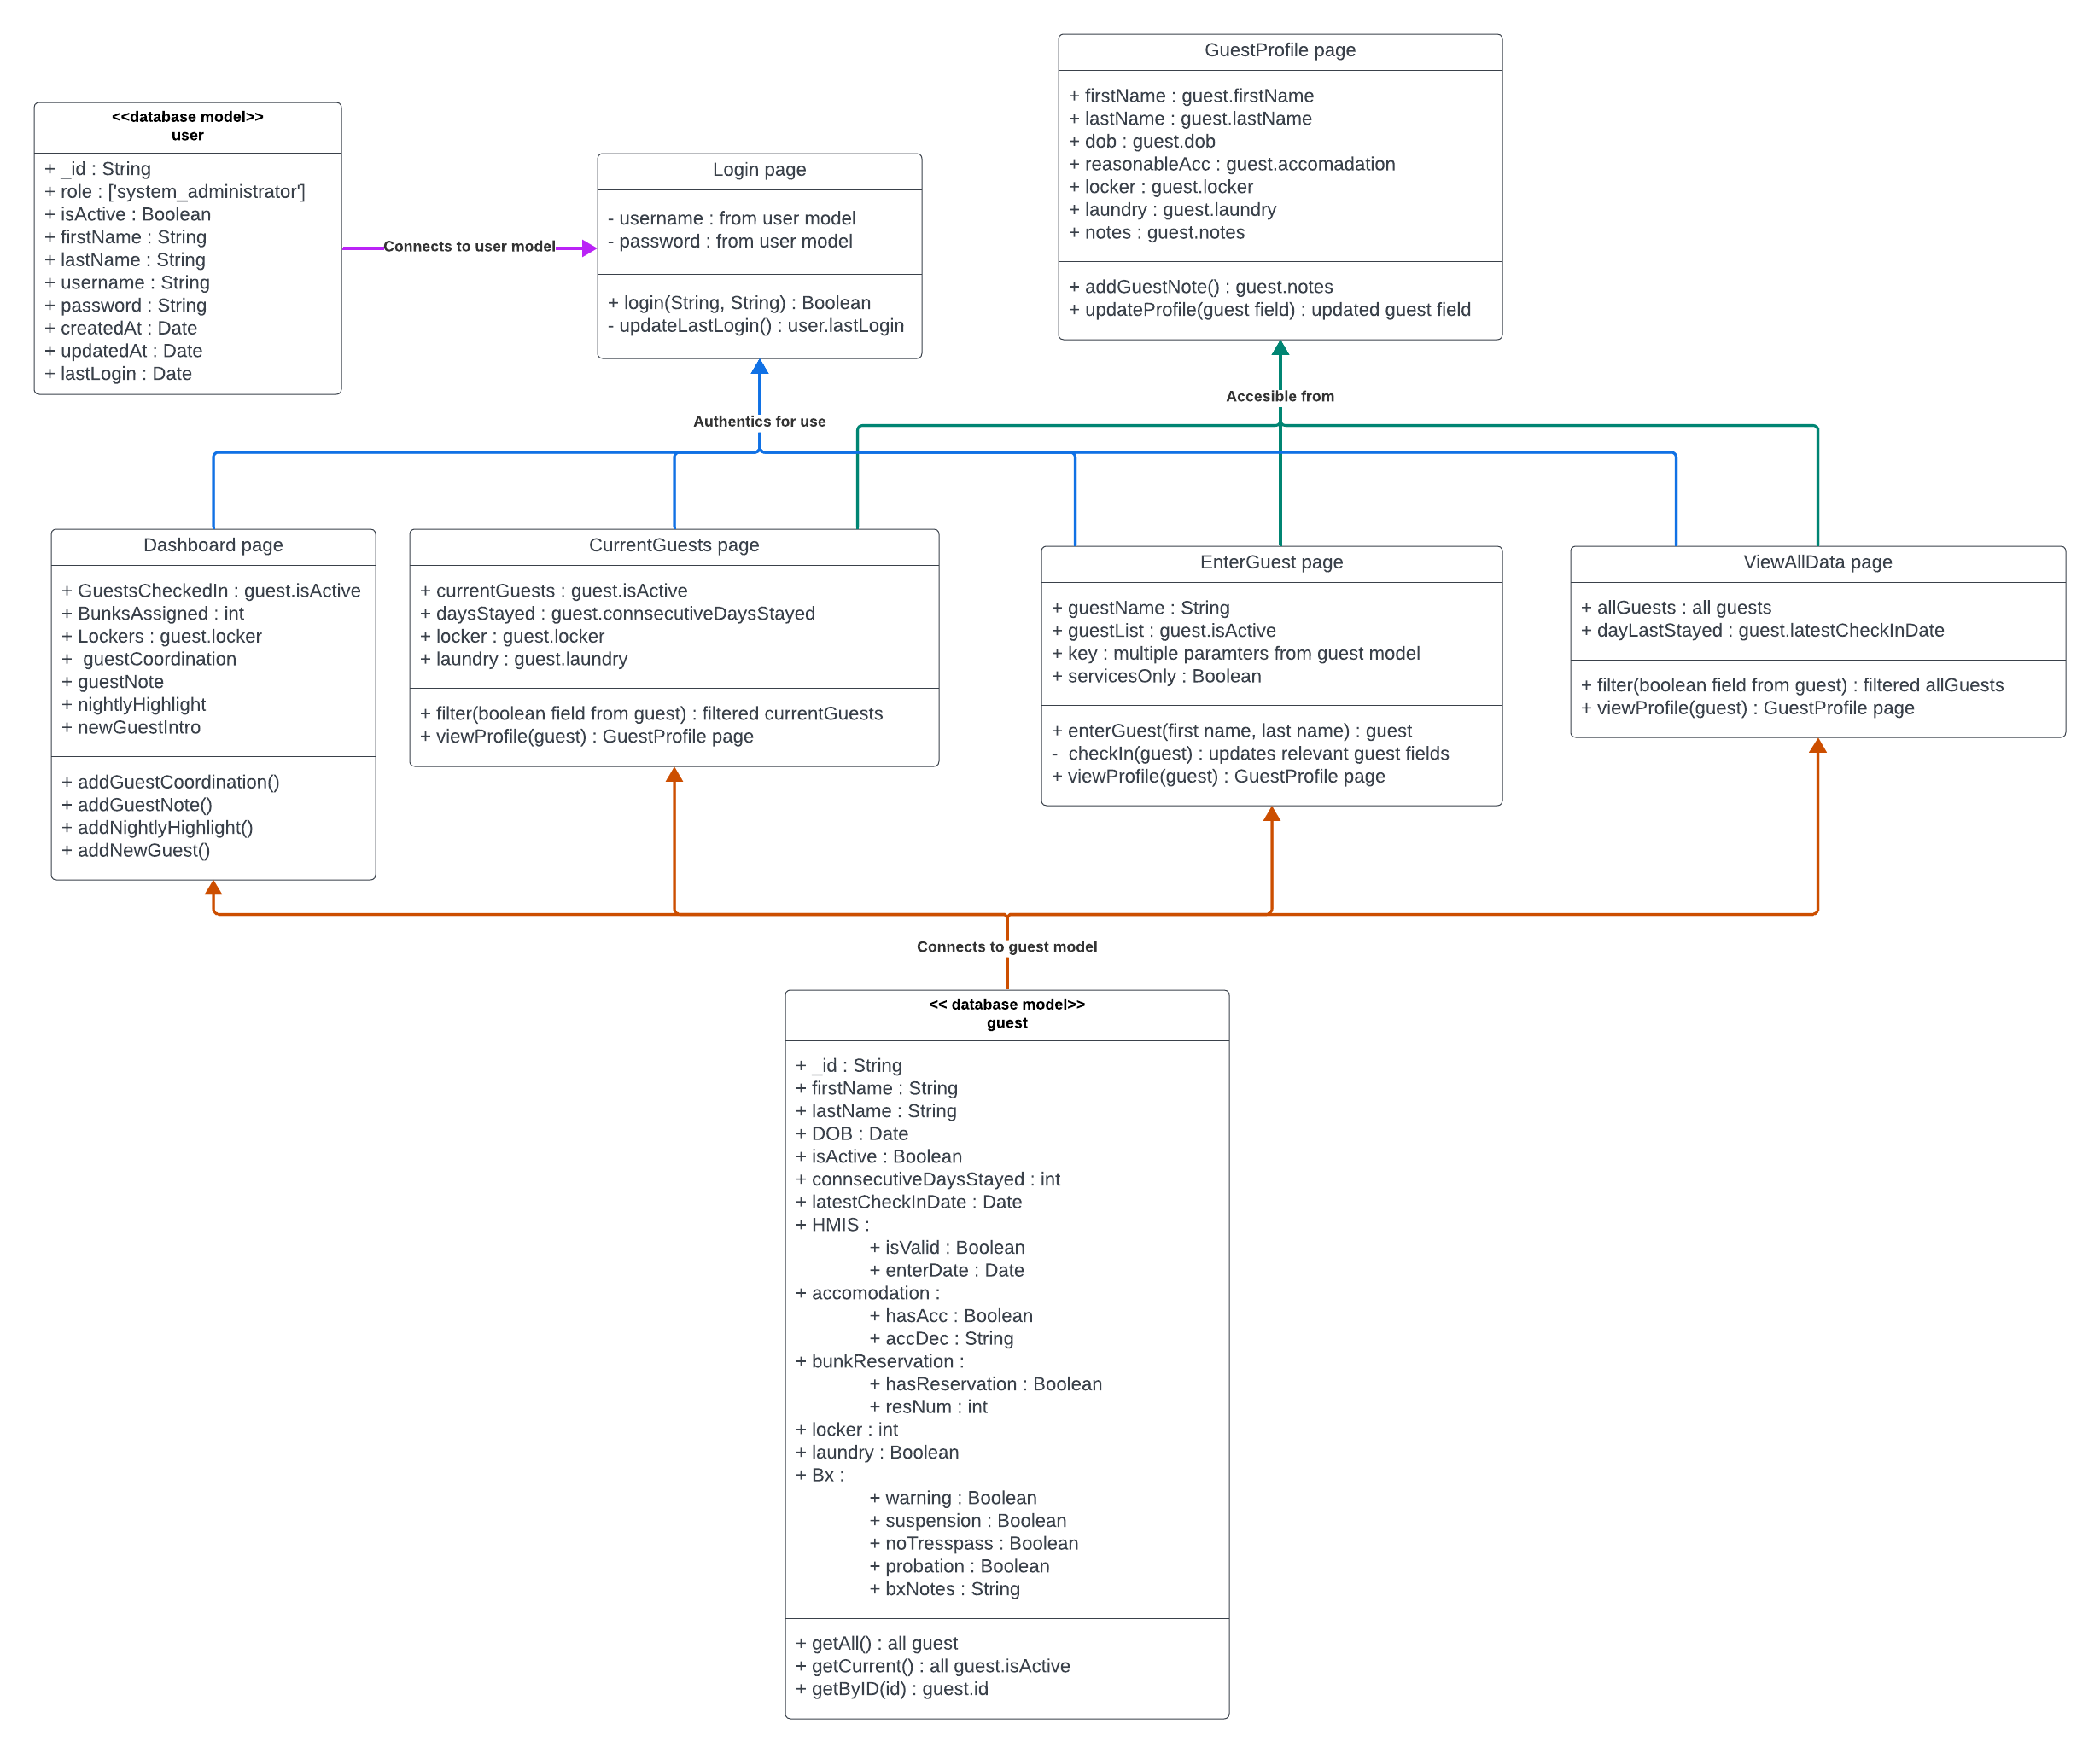 GuestProfile page
+ firstName : guest.firstName
+ lastName : guest.lastName
+ dob : guest.dob
+ reasonableAcc : guest.accomadation
+ locker : guest.locker
+ laundry : guest.laundry
+ notes : guest.notes
+ addGuestNote() : guest.notes
+ updateProfile(guest field) : updated guest field
<<database model>>
user
+ _id : String
+ role : ['system_administrator']
+ isActive : Boolean
+ firstName : String
+ lastName : String
+ username : String
+ password : String
+ createdAt : Date
+ updatedAt : Date
+ lastLogin : Date
Connects to user model
Login page
- username : from user model
- password : from user model
+ login(String, String) : Boolean
- updateLastLogin() : user.lastLogin
Authentics for use
Accesible from
Dashboard page
+ GuestsCheckedIn : guest.isActive
+ BunksAssigned : int
+ Lockers : guest.locker
+  guestCoordination
+ guestNote
+ nightlyHighlight
+ newGuestIntro
+ addGuestCoordination()
+ addGuestNote()
+ addNightlyHighlight()
+ addNewGuest()
CurrentGuests page
+ currentGuests : guest.isActive
+ daysStayed : guest.connsecutiveDaysStayed
+ locker : guest.locker
+ laundry : guest.laundry
+ filter(boolean field from guest) : filtered currentGuests
+ viewProfile(guest) : GuestProfile page
EnterGuest page
+ guestName : String
+ guestList : guest.isActive
+ key : multiple paramters from guest model
+ servicesOnly : Boolean
+ enterGuest(first name, last name) : guest
-  checkIn(guest) : updates relevant guest fields
+ viewProfile(guest) : GuestProfile page
ViewAllData page
+ allGuests : all guests
+ dayLastStayed : guest.latestCheckInDate
+ filter(boolean field from guest) : filtered allGuests
+ viewProfile(guest) : GuestProfile page
Connects to guest model
<< database model>>
guest
+ _id : String
+ firstName : String
+ lastName : String
+ DOB : Date
+ isActive : Boolean
+ connsecutiveDaysStayed : int
+ latestCheckInDate : Date
+ HMIS :
+ isValid : Boolean
+ enterDate : Date
+ accomodation :
+ hasAcc : Boolean
+ accDec : String
+ bunkReservation :
+ hasReservation : Boolean
+ resNum : int
+ locker : int
+ laundry : Boolean
+ Bx :
+ warning : Boolean
+ suspension : Boolean
+ noTresspass : Boolean
+ probation : Boolean
+ bxNotes : String
+ getAll() : all guest
+ getCurrent() : all guest.isActive
+ getByID(id) : guest.id